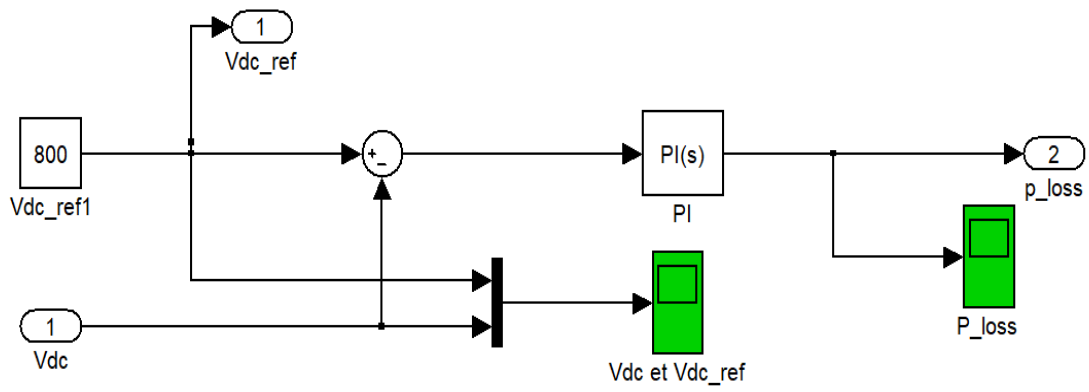 1
Vdc_ref
800
Vdc_ref1
+
−
PI(s)
PI
2
p_loss
P_loss
1
Vdc
Vdc et Vdc_ref